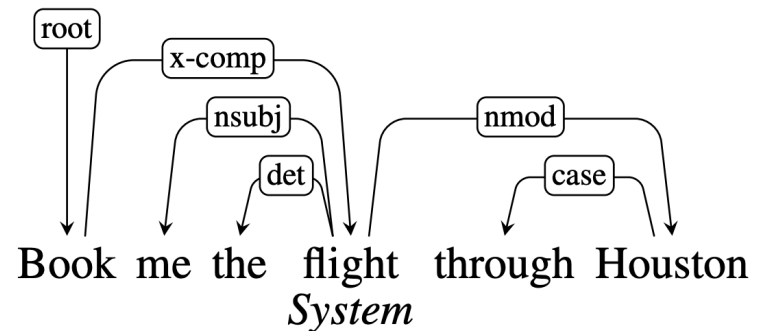 root
x-comp
nsubj
nmod
det
case
Book me the flight through Houston
System